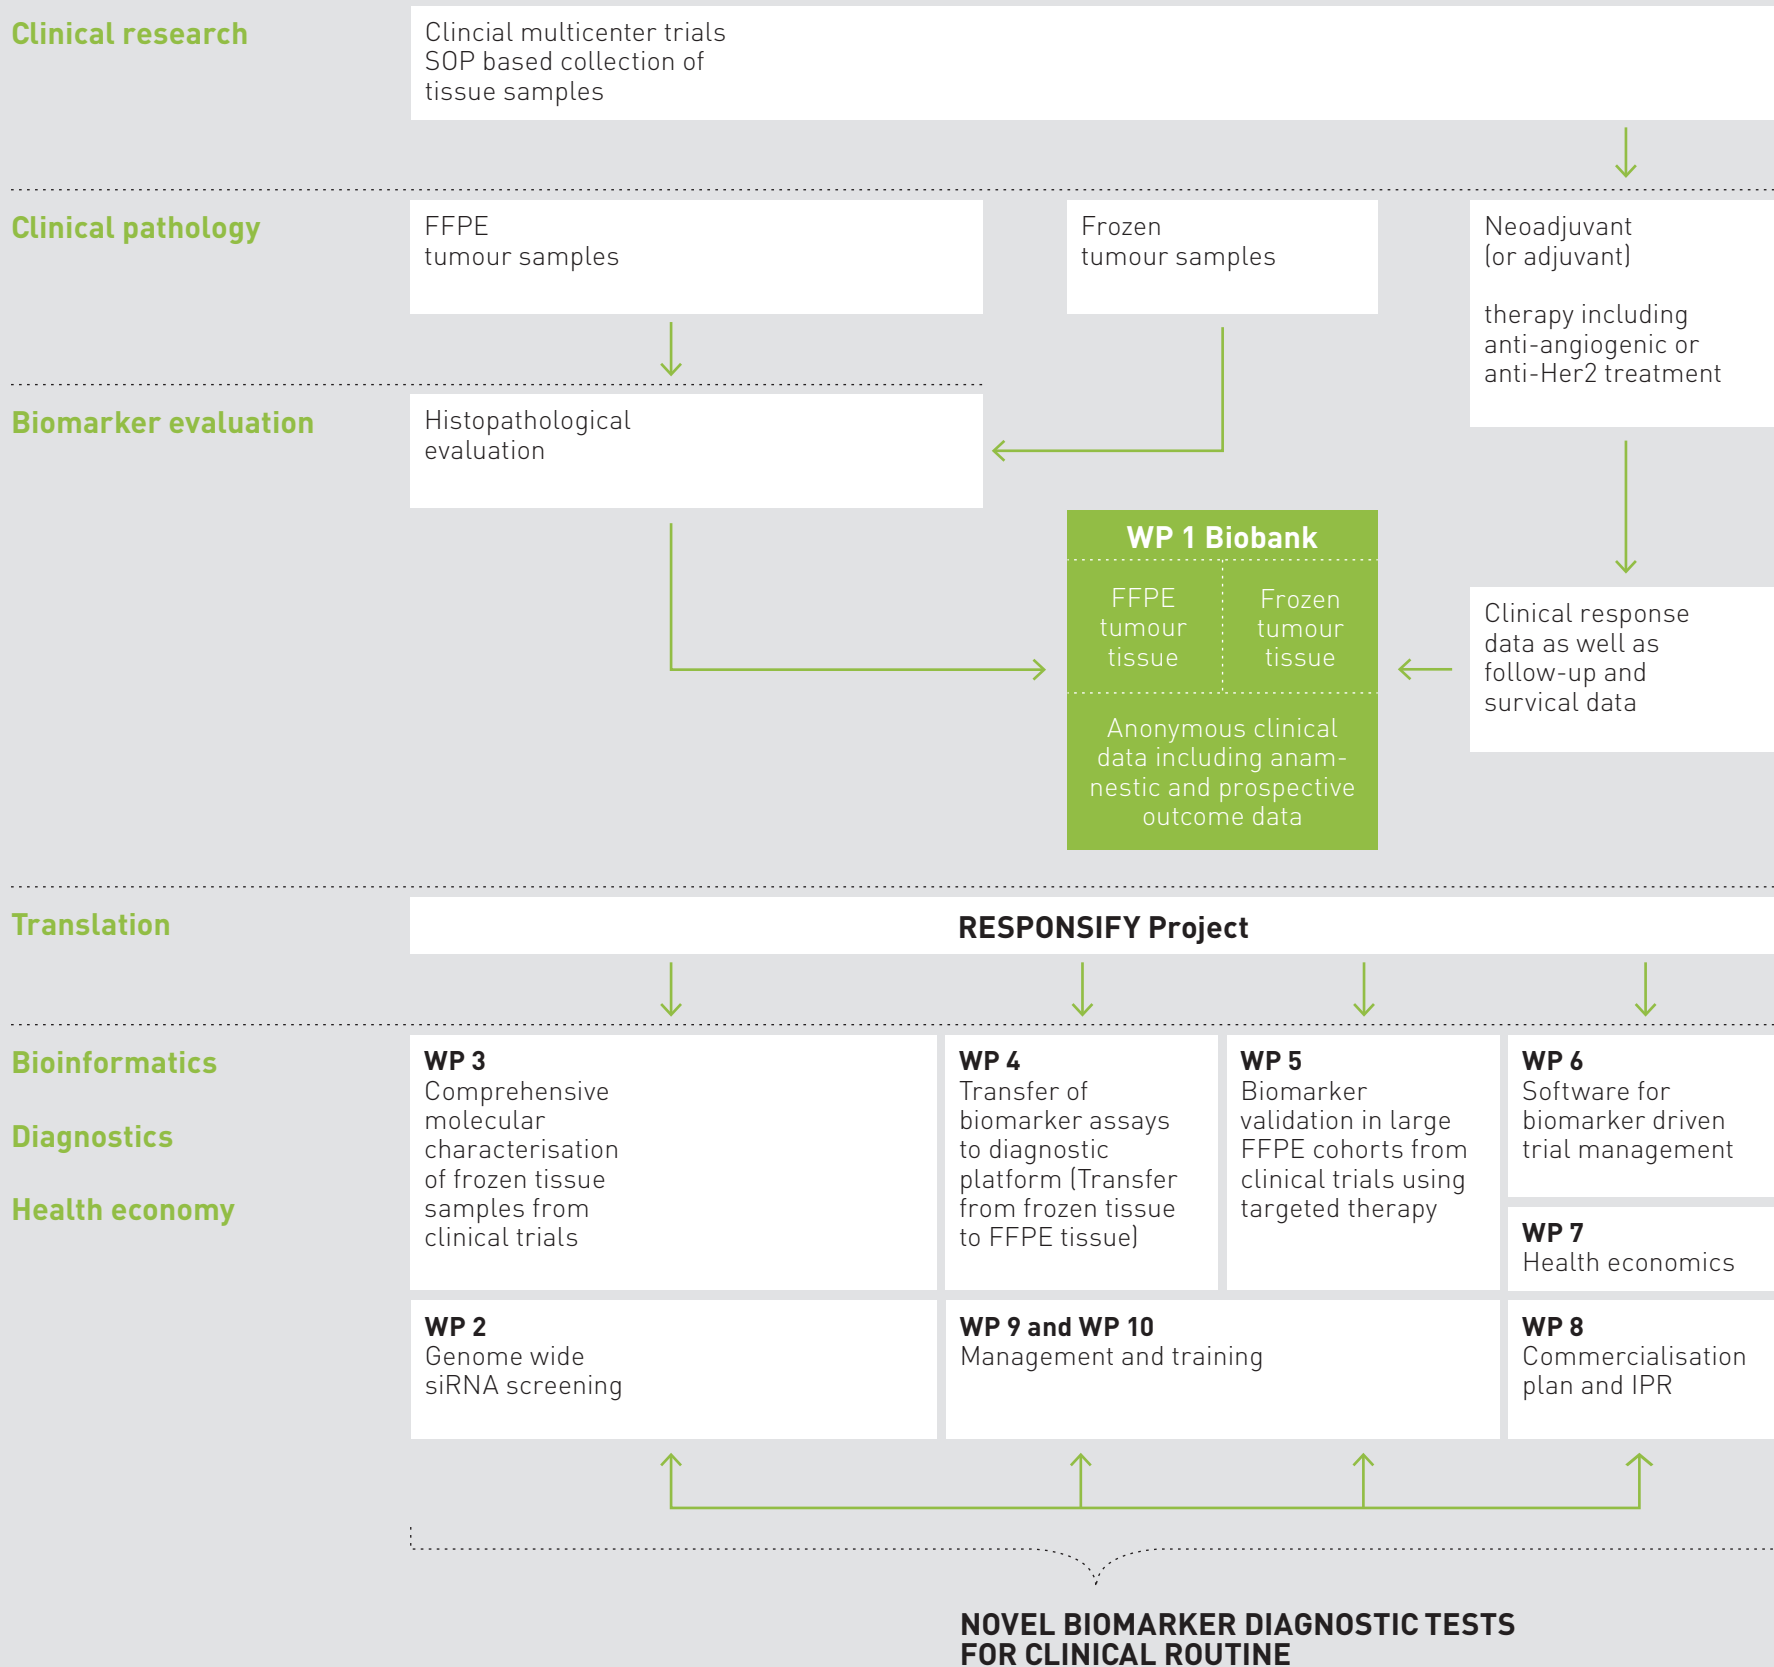 Clinical research
Clincial multicenter trials
SOP based collection of
tissue samples
Clinical pathology
FFPE
tumour samples
Frozen
tumour samples
Neoadjuvant
(or adjuvant)
therapy including
anti-angiogenic or
anti-Her2 treatment
Biomarker evaluation
Histopathological
evaluation
WP 1 Biobank
FFPE
tumour
tissue
Frozen
tumour
tissue
Anonymous clinical
data including anam-
nestic and prospective
outcome data
Clinical response
data as well as
follow-up and
survical data
Translation
RESPONSIFY Project
Bioinformatics
Diagnostics
Health economy
WP 3
Comprehensive
molecular
characterisation
of frozen tissue
samples from
clinical trials
WP 4
Transfer of
biomarker assays
to diagnostic
platform (Transfer
from frozen tissue
to FFPE tissue)
WP 5
Biomarker
validation in large
FFPE cohorts from
clinical trials using
targeted therapy
WP 6
Software for
biomarker driven
trial management
WP 7
Health economics
WP 2
Genome wide
siRNA screening
WP 9 and WP 10
Management and training
WP 8
Commercialisation
plan and IPR
NOVEL BIOMARKER DIAGNOSTIC TESTS
FOR CLINICAL ROUTINE